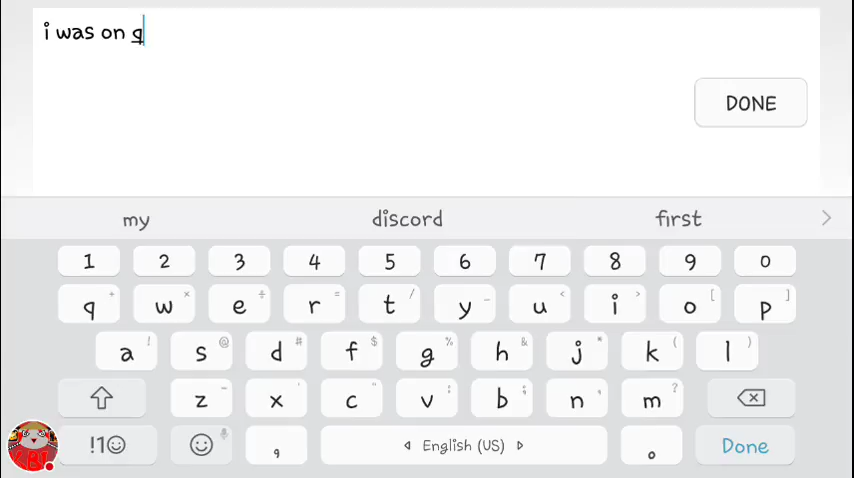 i was on q
DONE
my discord first
1 2 3 4 5 6 7 8 9 0
q + w × e ÷ r = t / y _ u < i > o [ p ]
a ! s @ d # f $ g % h & j * k ( l )
z - x ' c " v : b ; n , m ?
!1☺ , English (US) . Done